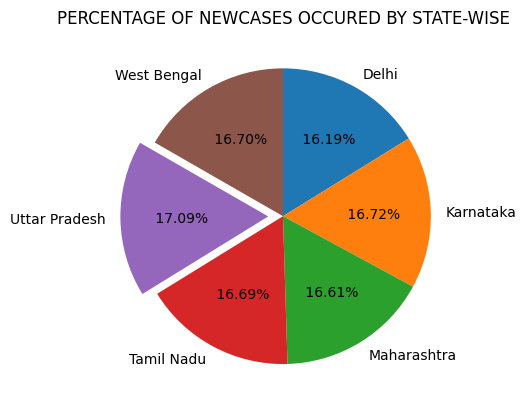 PERCENTAGE OF NEWCASES OCCURED BY STATE-WISE
West Bengal
Delhi
16.70%
16.19%
Uttar Pradesh
17.09%
16.72%
Karnataka
16.69%
16.61%
Tamil Nadu
Maharashtra